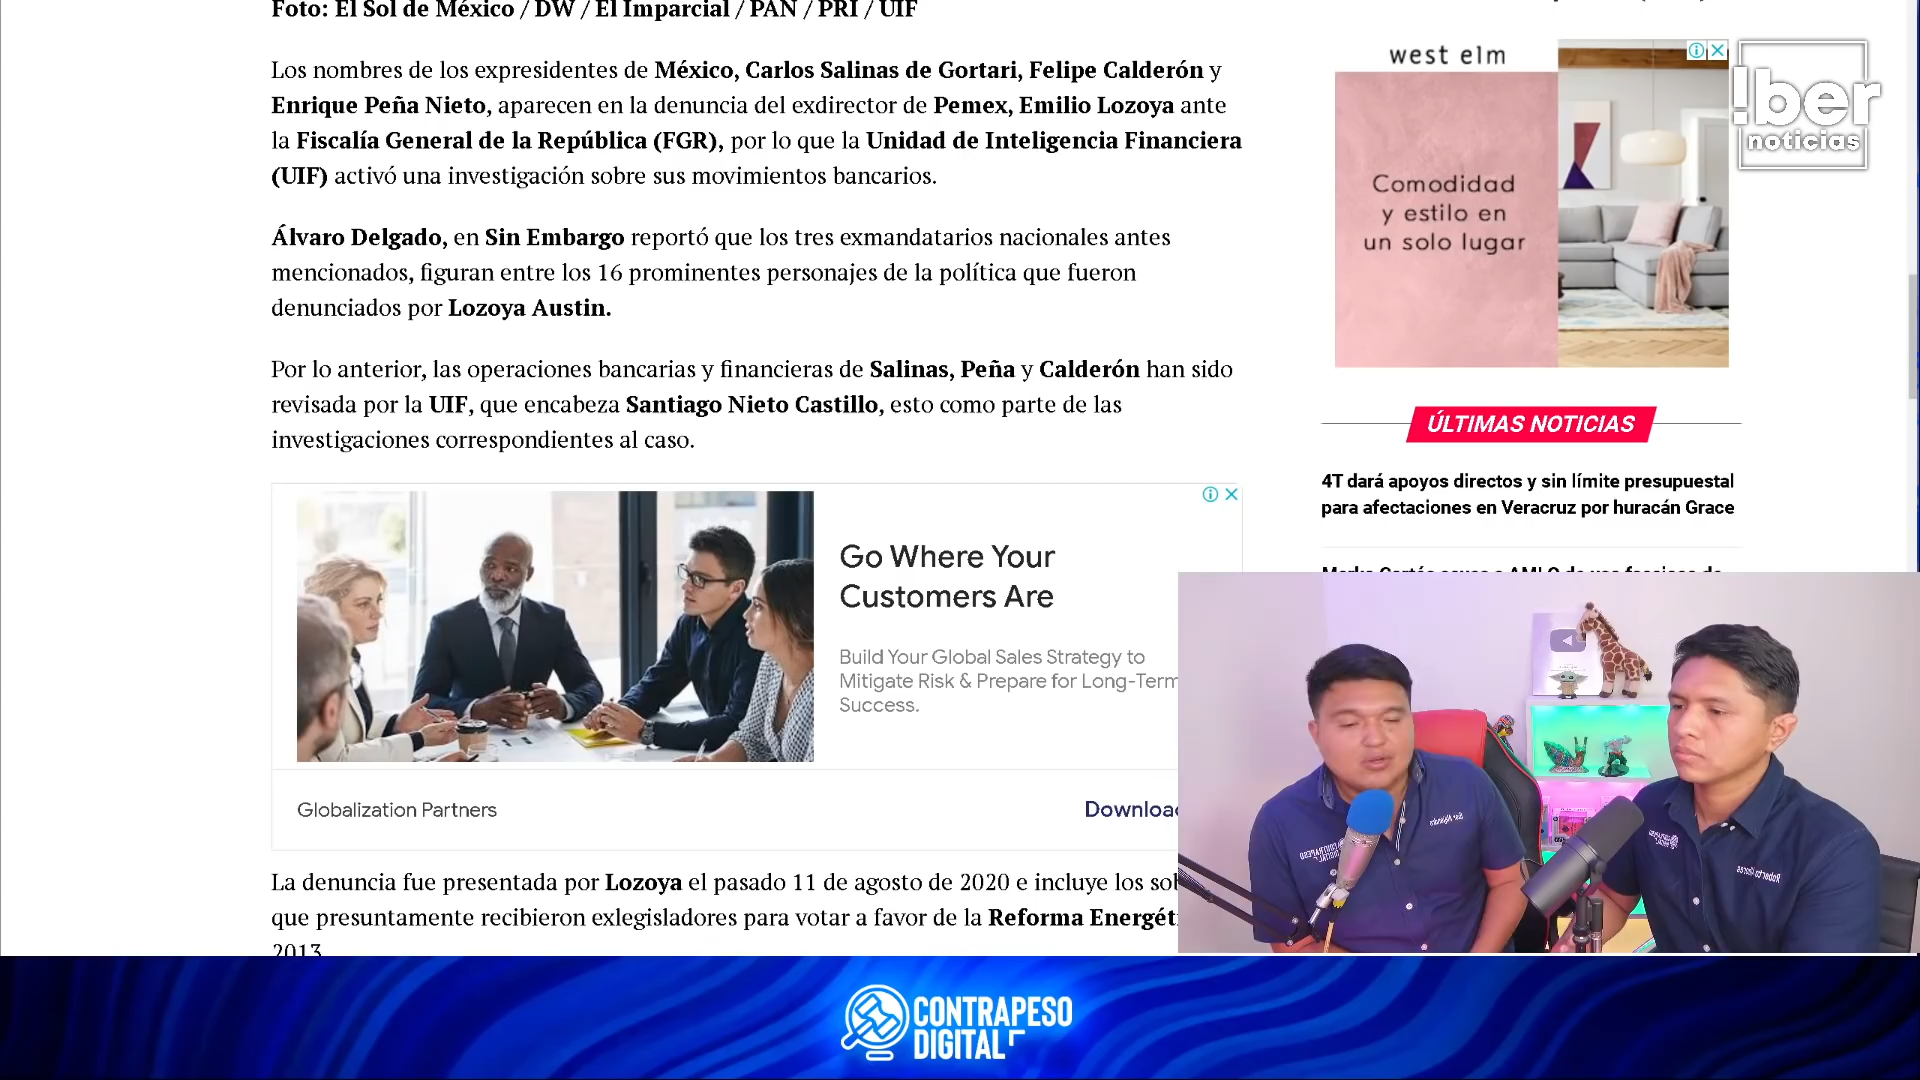 Foto: El Sol de México / DW / El Imparcial / PAN / PRI / UIF
Los nombres de los expresidentes de México, Carlos Salinas de Gortari, Felipe Calderón y
Enrique Peña Nieto, aparecen en la denuncia del exdirector de Pemex, Emilio Lozoya ante
la Fiscalía General de la República (FGR), por lo que la Unidad de Inteligencia Financiera
(UIF) activó una investigación sobre sus movimientos bancarios.
Álvaro Delgado, en Sin Embargo reportó que los tres exmandatarios nacionales antes
mencionados, figuran entre los 16 prominentes personajes de la política que fueron
denunciados por Lozoya Austin.
Por lo anterior, las operaciones bancarias y financieras de Salinas, Peña y Calderón han sido
revisada por la UIF, que encabeza Santiago Nieto Castillo, esto como parte de las
investigaciones correspondientes al caso.
Go Where Your
Customers Are
Build Your Global Sales Strategy to
Mitigate Risk & Prepare for Long-Term
Success.
Globalization Partners
Download
La denuncia fue presentada por Lozoya el pasado 11 de agosto de 2020 e incluye los
que presuntamente recibieron exlegisladores para votar a favor de la Reforma
2013
west elm
Comodidad
y estilo en
un solo lugar
!ber
noticias
ÚLTIMAS NOTICIAS
4T dará apoyos directos y sin límite presupuestal
para afectaciones en Veracruz por huracán Grace
CONTRAPESO
DIGITAL